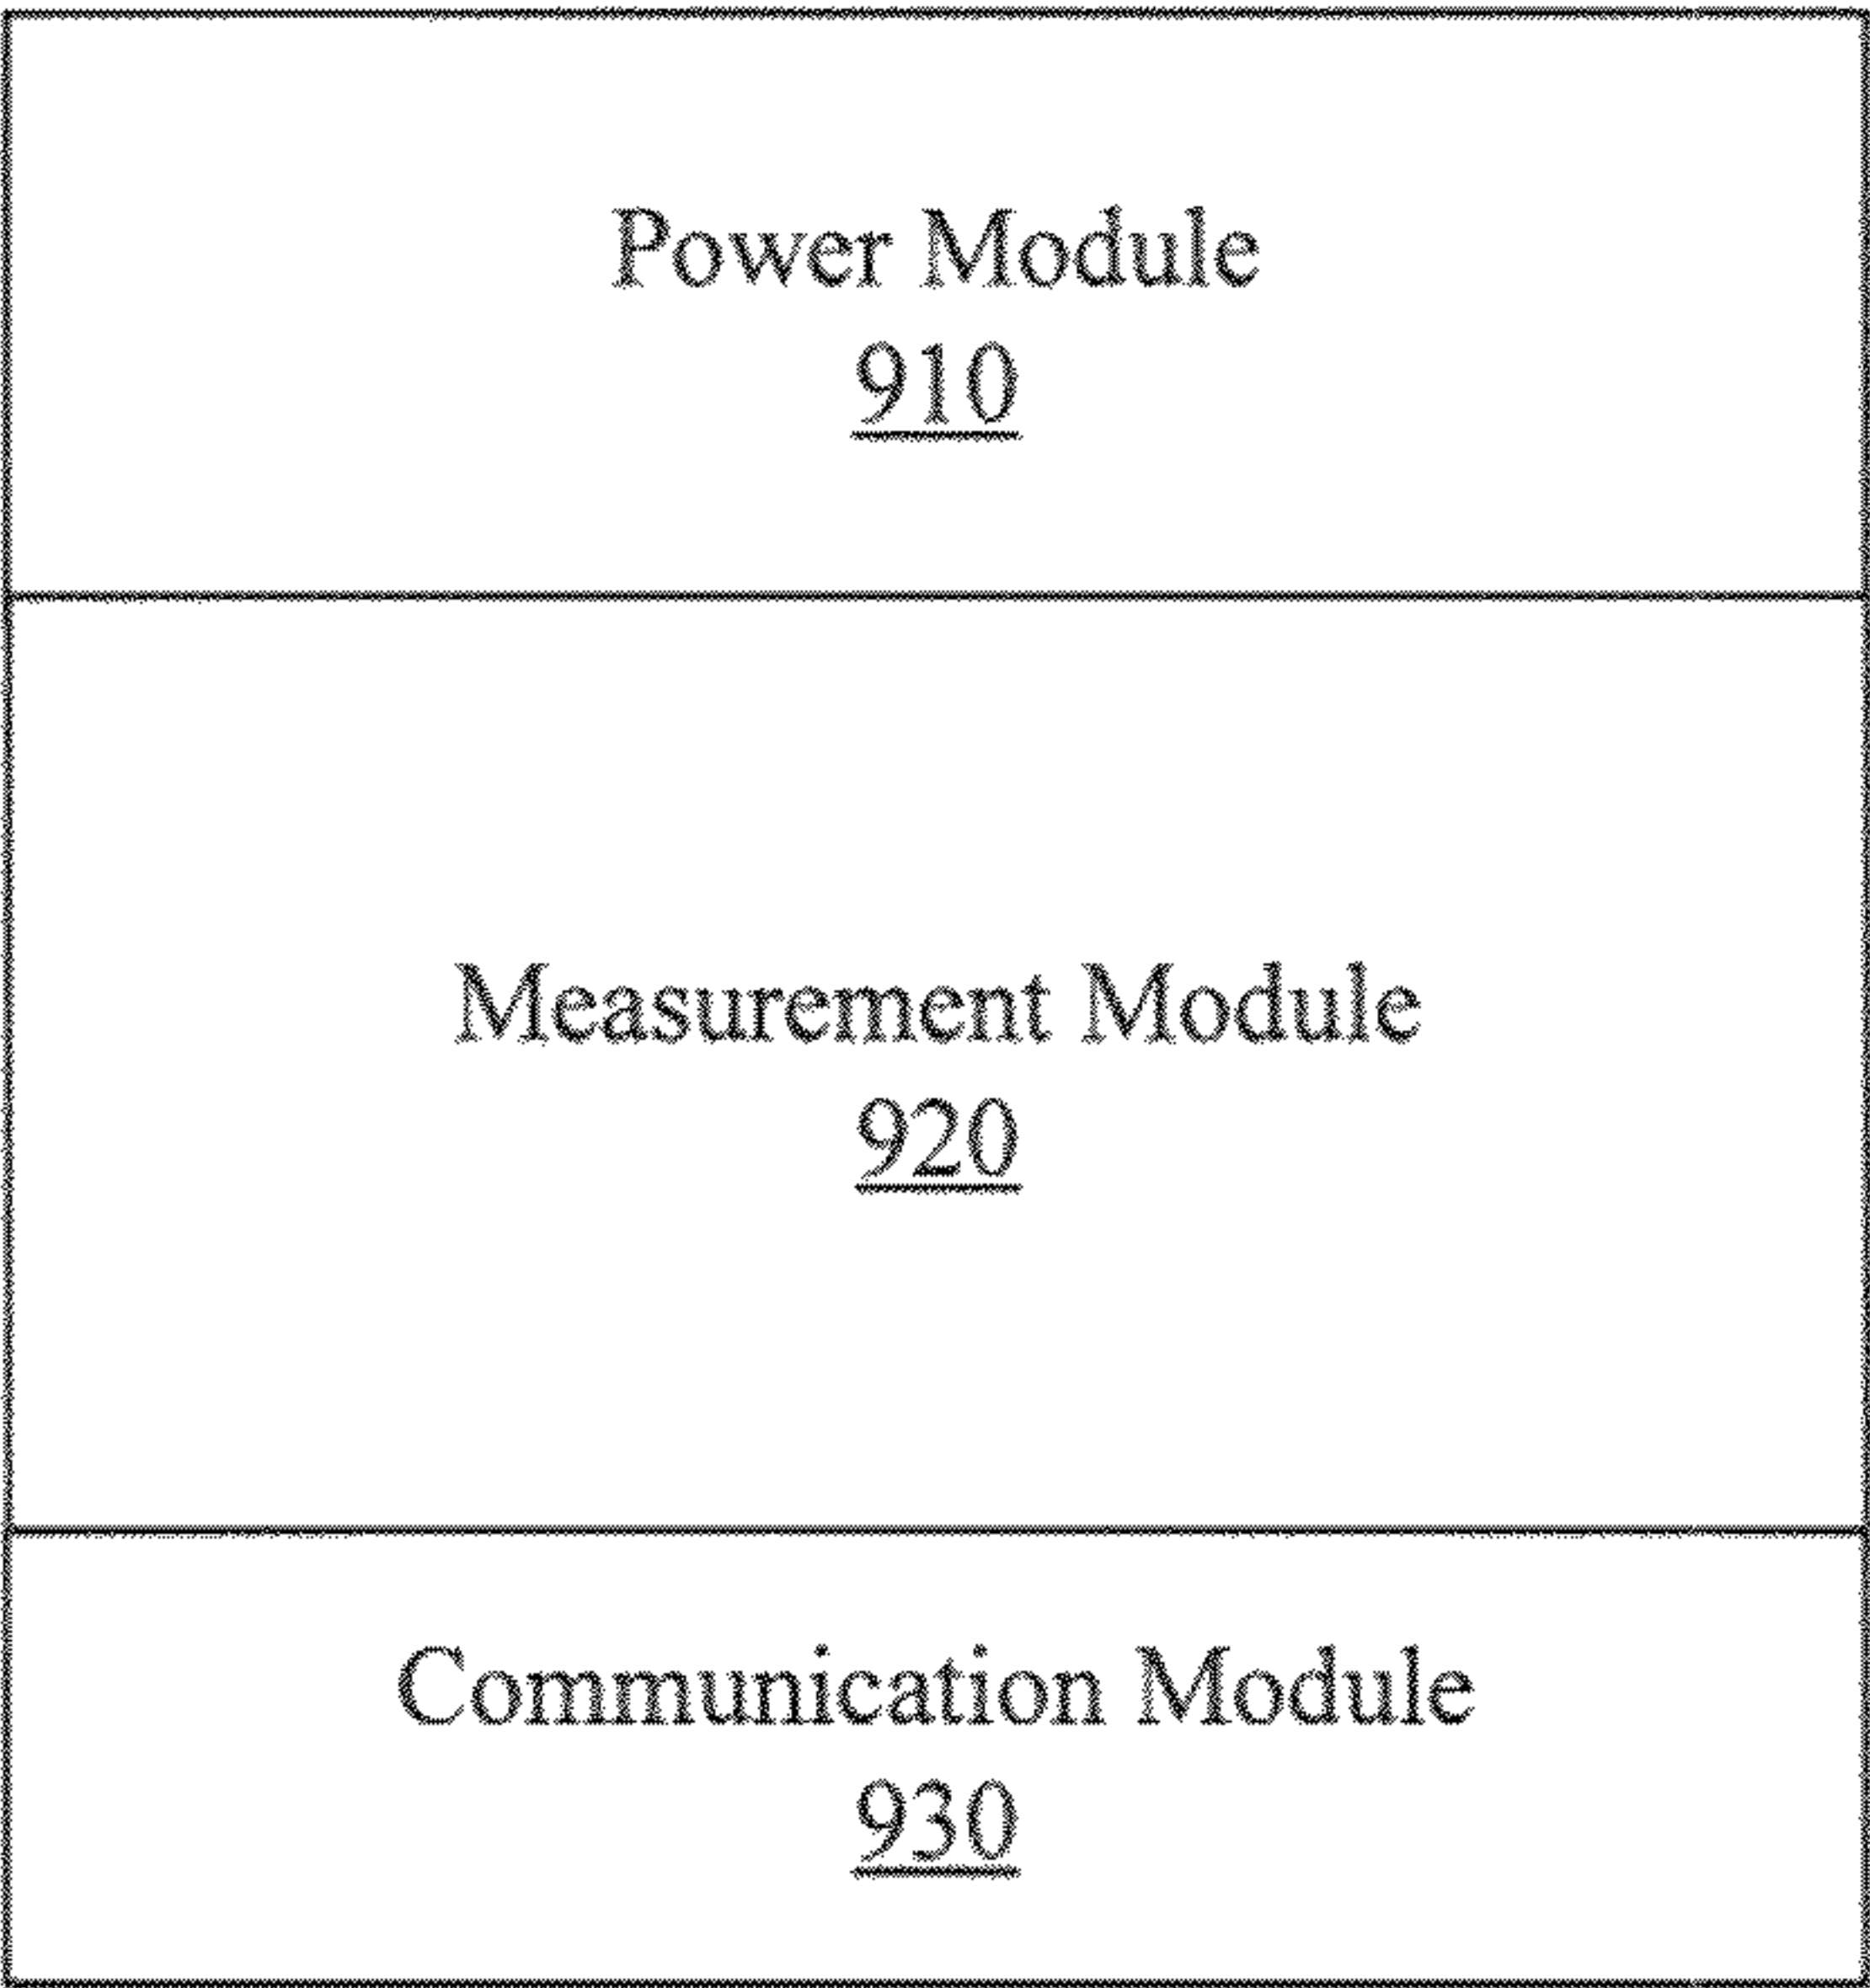 Power Module
910
Measurement Module
920
Communication Module
930